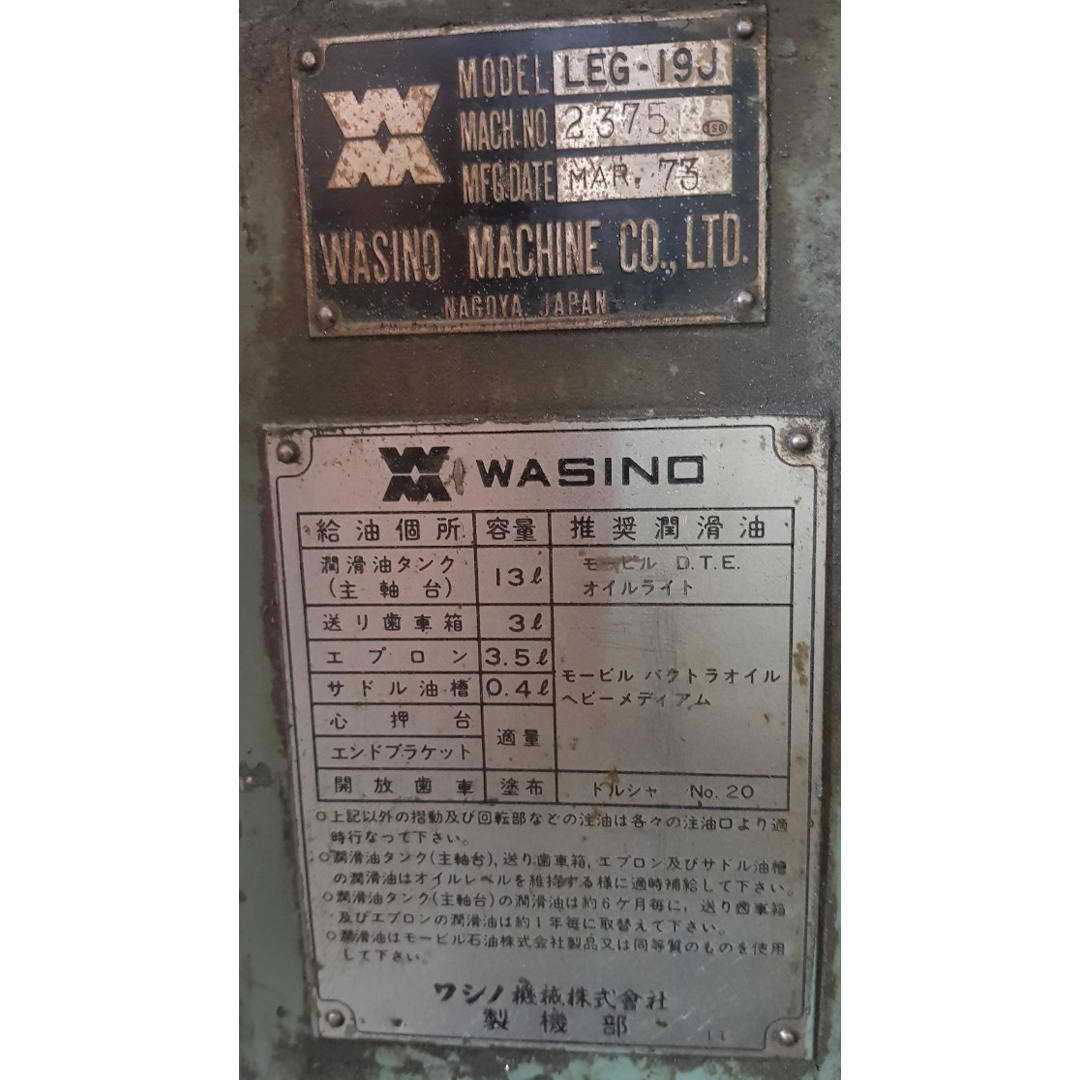 MODEL LEG-19J
MACH. NO. 2375
MFG DATE MAR. 73
WASINO MACHINE CO., LTD.
NAGOYA JAPAN
WASINO
給油個所 容量 推奨潤滑油
潤滑油タンク(主軸台) 13ℓ モービル D.T.E. オイルライト
送り歯車箱 3ℓ
エプロン 3.5ℓ モービル バクトラオイル
サドル油槽 0.4ℓ ヘビーメディアム
心押台 適量
エンドブラケット
開放歯車 塗布 ドルシャ No. 20
○上記以外の摺動及び回転部などの注油は各々の注油口より適
時行なって下さい。
○潤滑油タンク(主軸台), 送り歯車箱, エプロン及びサドル油槽
の潤滑油はオイルレベルを維持する様に適時補給して下さい。
○潤滑油タンク(主軸台)の潤滑油は約6ケ月毎に, 送り歯車箱
及びエプロンの潤滑油は約1年毎に取替えて下さい。
○潤滑油はモービル石油株式会社製品又は同等質のものを使用
して下さい。
ワシノ機械株式會社
製機部